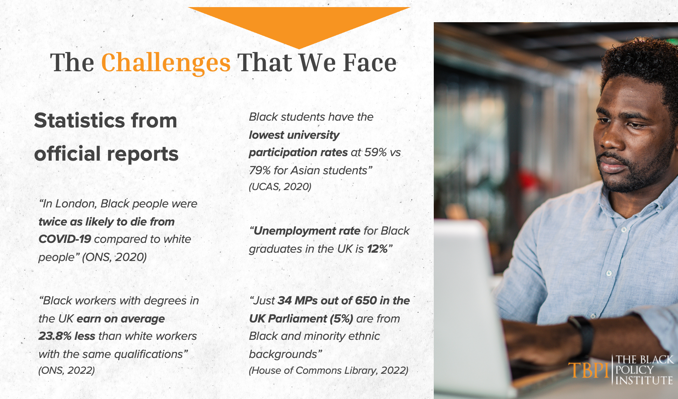 The Challenges That We Face
Statistics from
official reports
“In London, Black people were
twice as likely to die from
COVID-19 compared to white
people” (ONS, 2020)
“Black workers with degrees in
the UK earn on average
23.8% less than white workers
with the same qualifications”
(ONS, 2022)
Black students have the
lowest university
participation rates at 59% vs
79% for Asian students”
(UCAS, 2020)
“Unemployment rate for Black
graduates in the UK is 12%”
“Just 34 MPs out of 650 in the
UK Parliament (5%) are from
Black and minority ethnic
backgrounds”
(House of Commons Library, 2022)
TBPI
THE BLACK
POLICY
INSTITUTE